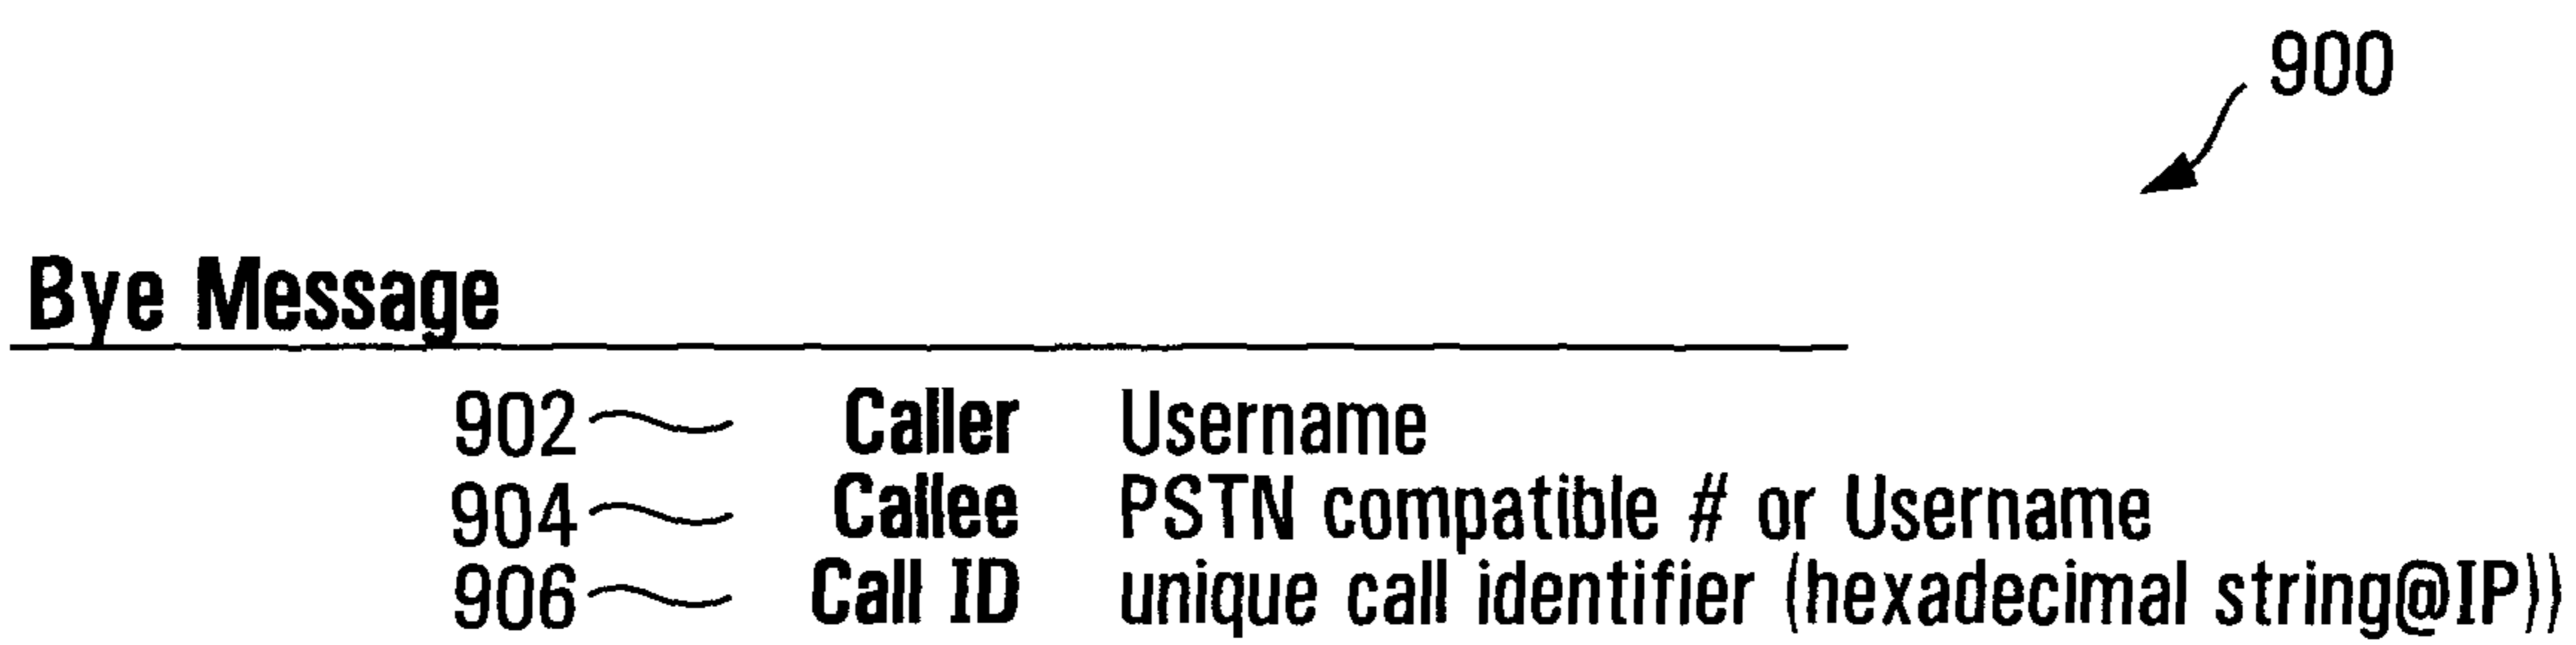 900
Bye Message
902 Caller Username
904 Callee PSTN compatible # or Username
906 Call ID unique call identifier (hexadecimal string@IP))